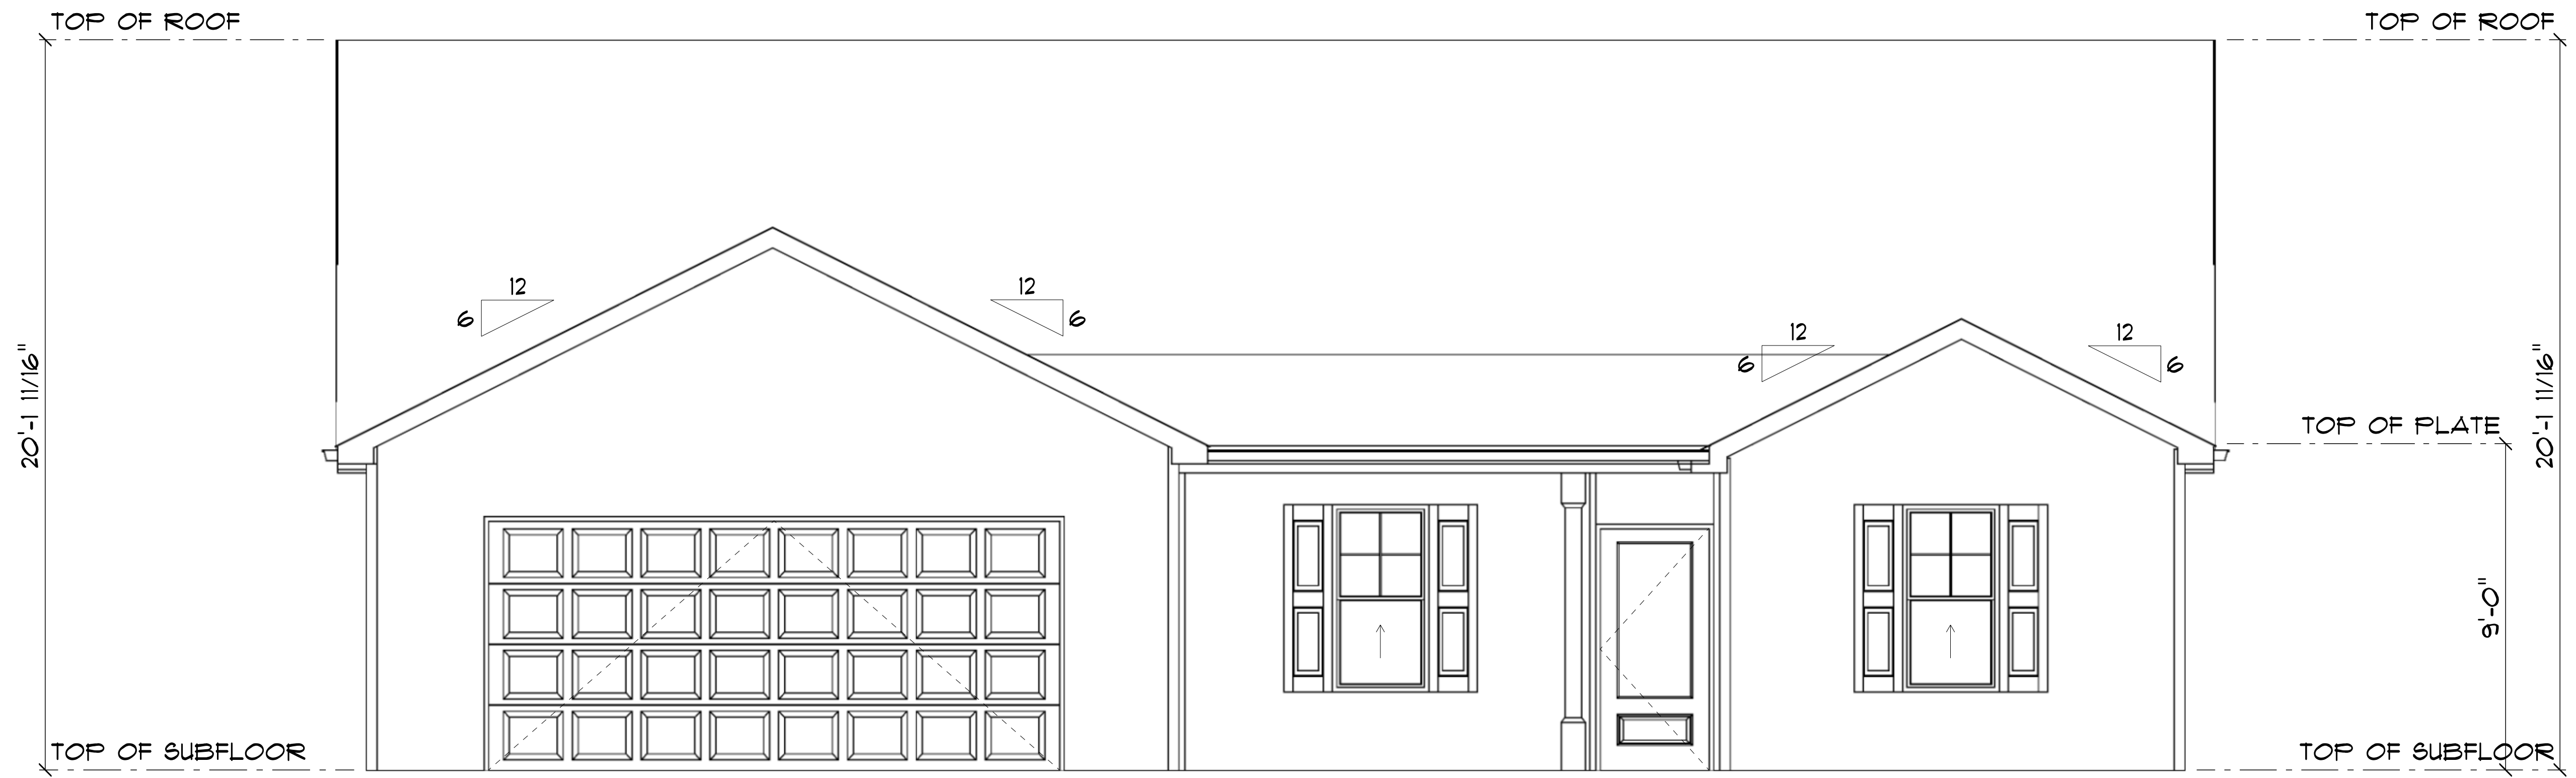 TOP OF ROOF
TOP OF ROOF
12
6
12
6
12
6
12
6
20'-1 11/16"
20'-1 11/16"
TOP OF PLATE
9'-0"
TOP OF SUBFLOOR
TOP OF SUBFLOOR